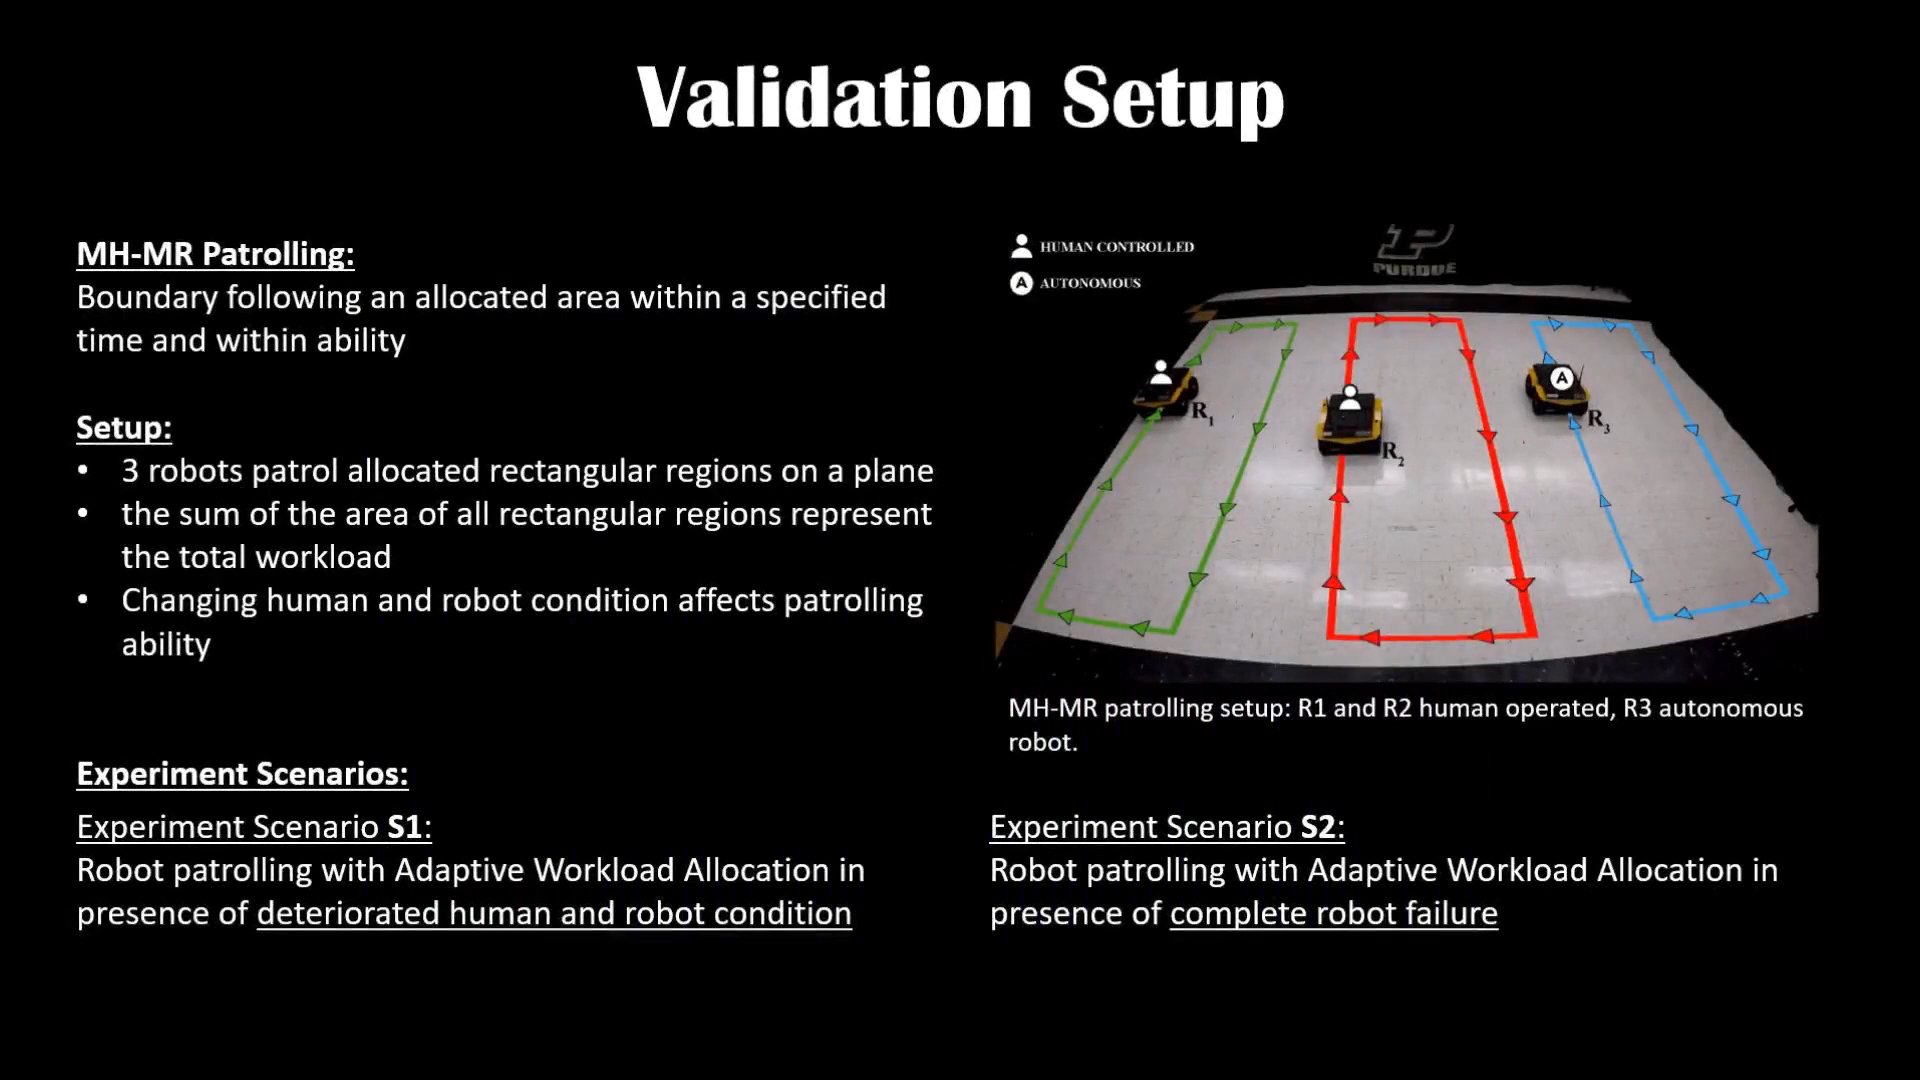 Validation Setup
MH-MR Patrolling:
Boundary following an allocated area within a specified
time and within ability
Setup:
• 3 robots patrol allocated rectangular regions on a plane
• the sum of the area of all rectangular regions represent
the total workload
• Changing human and robot condition affects patrolling
ability
HUMAN CONTROLLED
A AUTONOMOUS
P
PURDUE
R1
R2
A
R3
MH-MR patrolling setup: R1 and R2 human operated, R3 autonomous
robot.
Experiment Scenarios:
Experiment Scenario S1:
Robot patrolling with Adaptive Workload Allocation in
presence of deteriorated human and robot condition
Experiment Scenario S2:
Robot patrolling with Adaptive Workload Allocation in
presence of complete robot failure